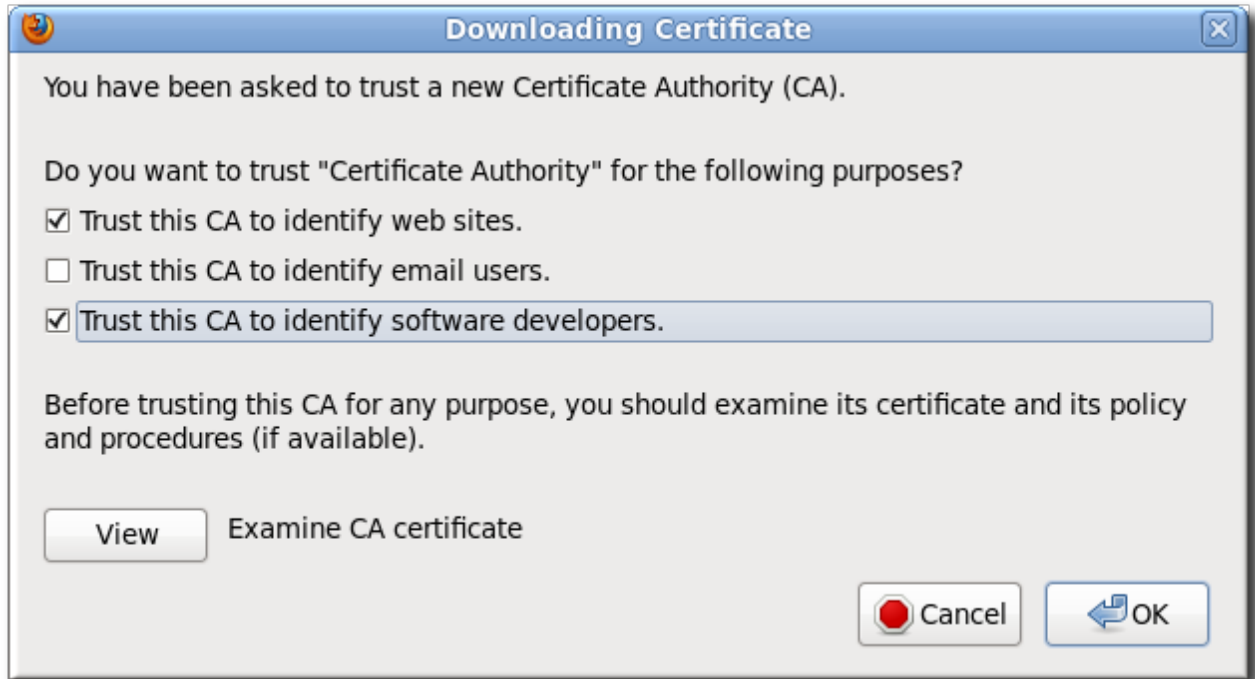 Downloading Certificate
You have been asked to trust a new Certificate Authority (CA).
Do you want to trust "Certificate Authority" for the following purposes?
Trust this CA to identify web sites.
Trust this CA to identify email users.
Trust this CA to identify software developers.
Before trusting this CA for any purpose, you should examine its certificate and its policy
and procedures (if available).
View Examine CA certificate
Cancel OK